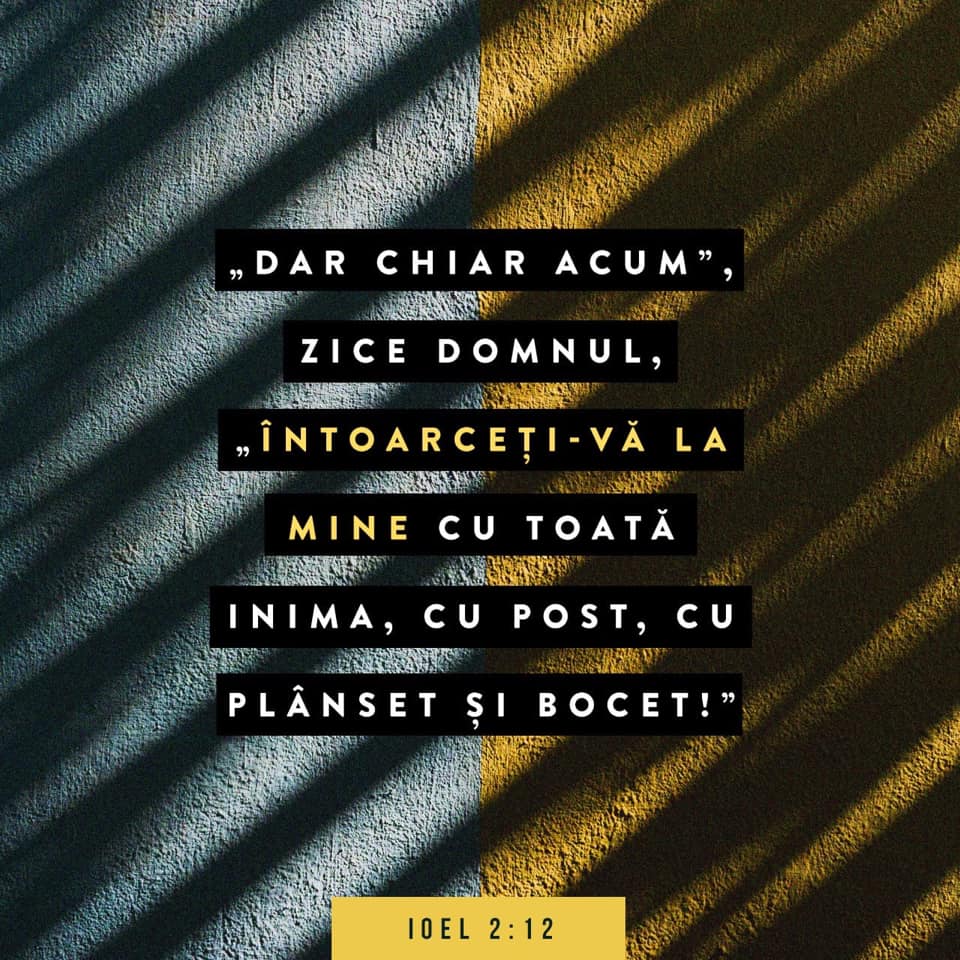 „DAR CHIAR ACUM”,
ZICE DOMNUL,
„ÎNTOARCEȚI-VĂ LA
MINE CU TOATĂ
INIMA, CU POST, CU
PLÂNSET ȘI BOCET!”
IOEL 2:12